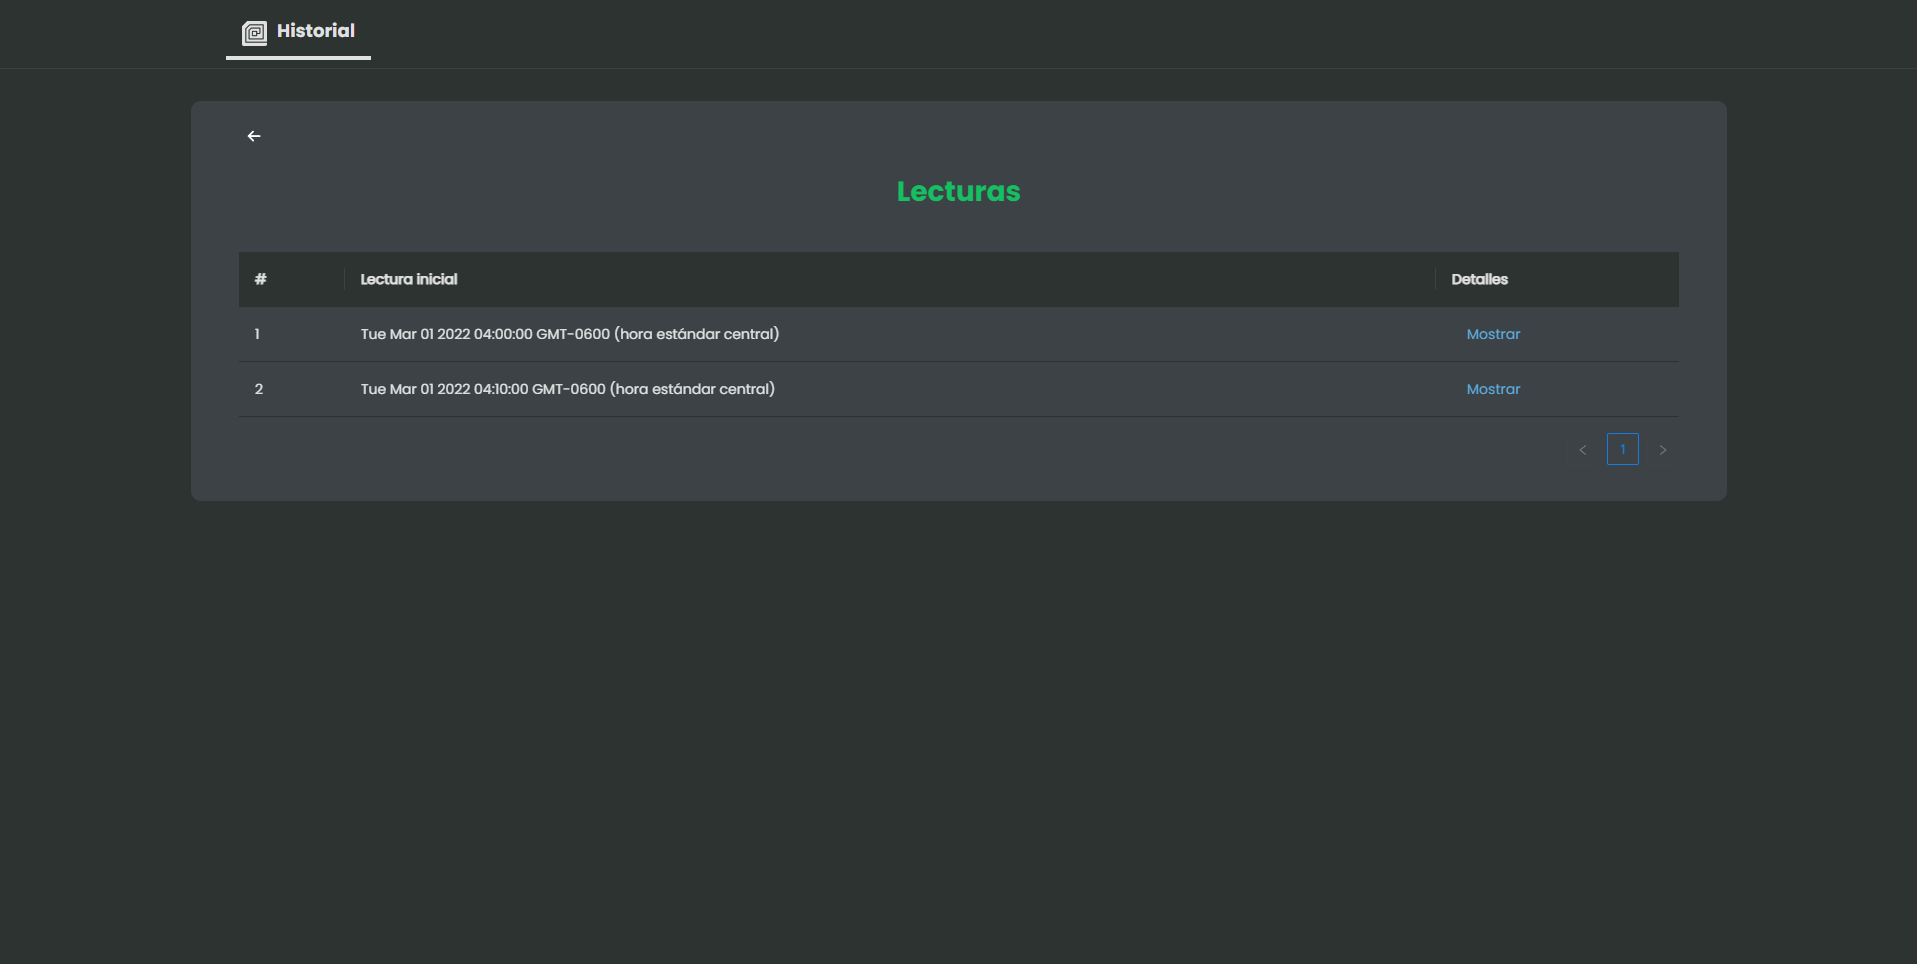 Historial
Lecturas
# Lectura inicial Detalles
1 Tue Mar 01 2022 04:00:00 GMT-0600 (hora estándar central) Mostrar
2 Tue Mar 01 2022 04:10:00 GMT-0600 (hora estándar central) Mostrar
1